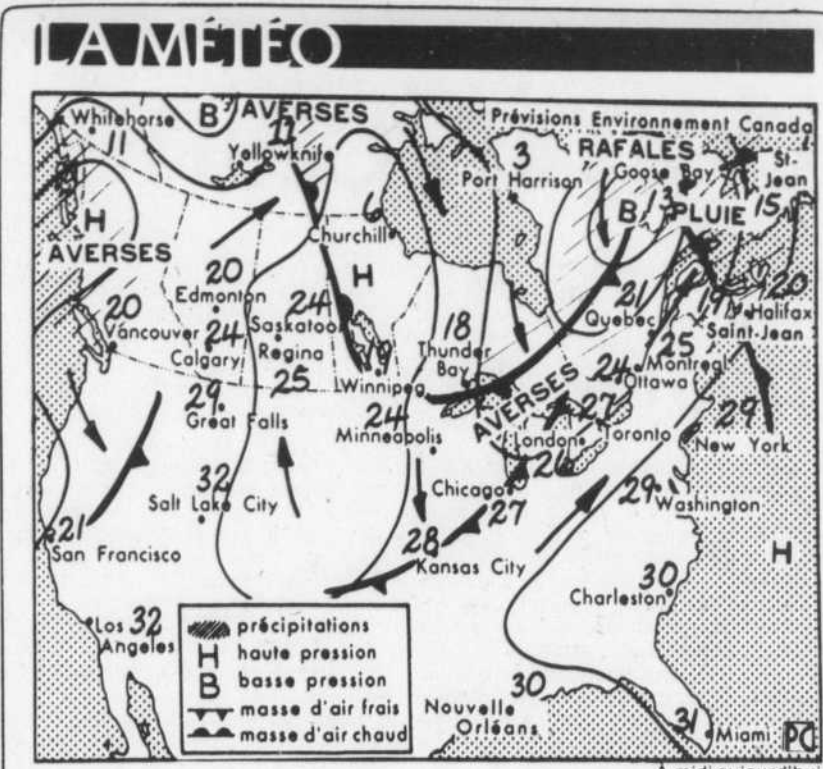 LA MÉTÉO
Whitehorse
11
B
AVERSES
11
Yellowknife
Prévisions Environnement Canada
3
Port Harrison
RAFALES
Goose Bay
St-
Jean
B
13
PLUIE
15
H
AVERSES
6
Churchill
H
20
Edmonton
20
Vancouver
24
Calgary
24
Saskatoon
Regina
25
19
Winnipeg
18
Thunder
Bay
21
Quebec
19
20
Halifax
Saint-Jean
25
Montreal
24
Ottawa
29
Great Falls
24
Minneapolis
AVERSES
27
London
Toronto
26
29
New York
32
Salt Lake City
Chicago
27
29
Washington
21
San Francisco
28
Kansas City
H
30
Charleston
Los 32
Angeles
précipitations
H haute pression
B basse pression
masse d'air frais
masse d'air chaud
30
Nouvelle
Orléans
31
Miami
PC